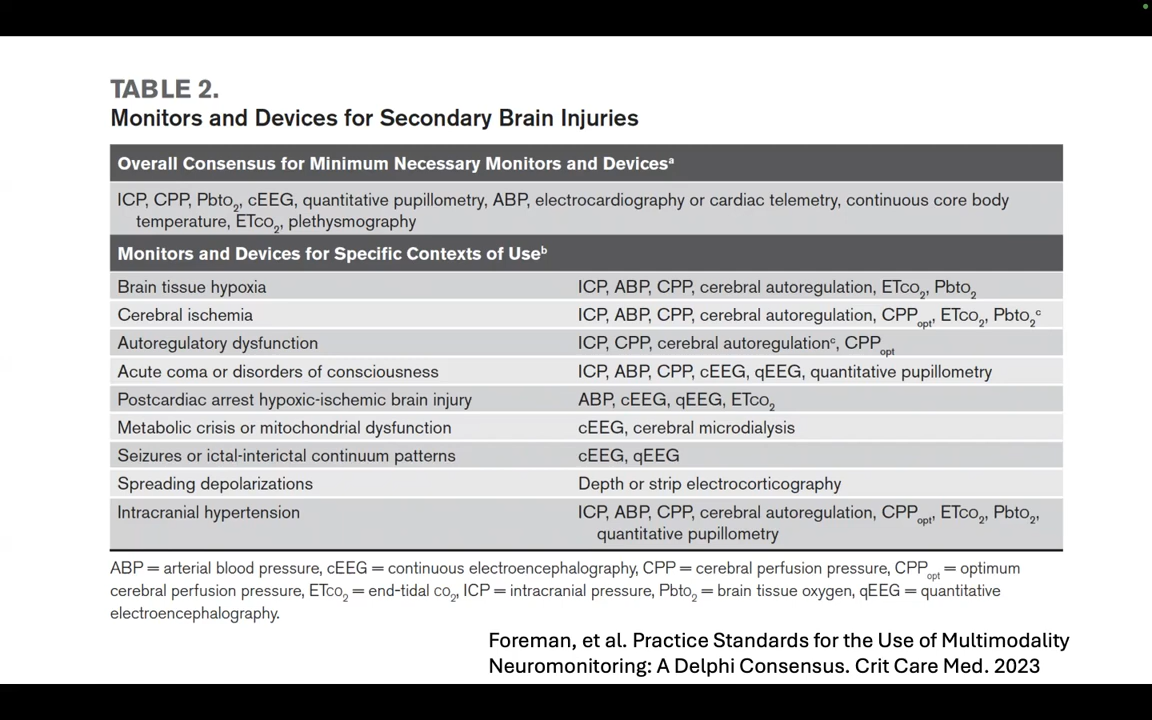 TABLE 2.
Monitors and Devices for Secondary Brain Injuries
Overall Consensus for Minimum Necessary Monitors and Devicesᵃ
ICP, CPP, Pbto₂, cEEG, quantitative pupillometry, ABP, electrocardiography or cardiac telemetry, continuous core body
temperature, ETco₂, plethysmography
Monitors and Devices for Specific Contexts of Useᵇ
Brain tissue hypoxia ICP, ABP, CPP, cerebral autoregulation, ETco₂, Pbto₂
Cerebral ischemia ICP, ABP, CPP, cerebral autoregulation, CPPopt, ETco₂, Pbto₂ᶜ
Autoregulatory dysfunction ICP, CPP, cerebral autoregulationᶜ, CPPopt
Acute coma or disorders of consciousness ICP, ABP, CPP, cEEG, qEEG, quantitative pupillometry
Postcardiac arrest hypoxic-ischemic brain injury ABP, cEEG, qEEG, ETco₂
Metabolic crisis or mitochondrial dysfunction cEEG, cerebral microdialysis
Seizures or ictal-interictal continuum patterns cEEG, qEEG
Spreading depolarizations Depth or strip electrocorticography
Intracranial hypertension ICP, ABP, CPP, cerebral autoregulation, CPPopt, ETco₂, Pbto₂,
quantitative pupillometry
ABP = arterial blood pressure, cEEG = continuous electroencephalography, CPP = cerebral perfusion pressure, CPPopt = optimum
cerebral perfusion pressure, ETco₂ = end-tidal co₂, ICP = intracranial pressure, Pbto₂ = brain tissue oxygen, qEEG = quantitative
electroencephalography.
Foreman, et al. Practice Standards for the Use of Multimodality
Neuromonitoring: A Delphi Consensus. Crit Care Med. 2023